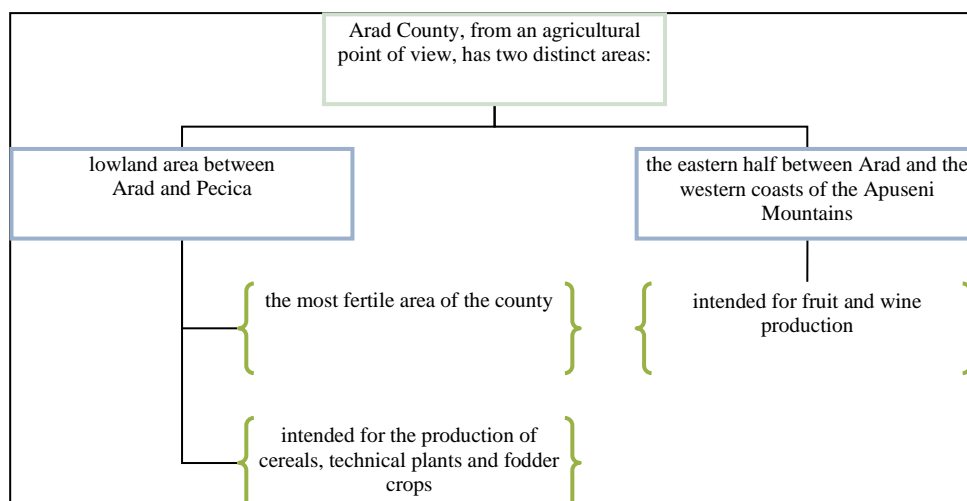 Arad County, from an agricultural
point of view, has two distinct areas:
lowland area between
Arad and Pecica
the eastern half between Arad and the
western coasts of the Apuseni
Mountains
the most fertile area of the county
intended for fruit and wine
production
intended for the production of
cereals, technical plants and fodder
crops